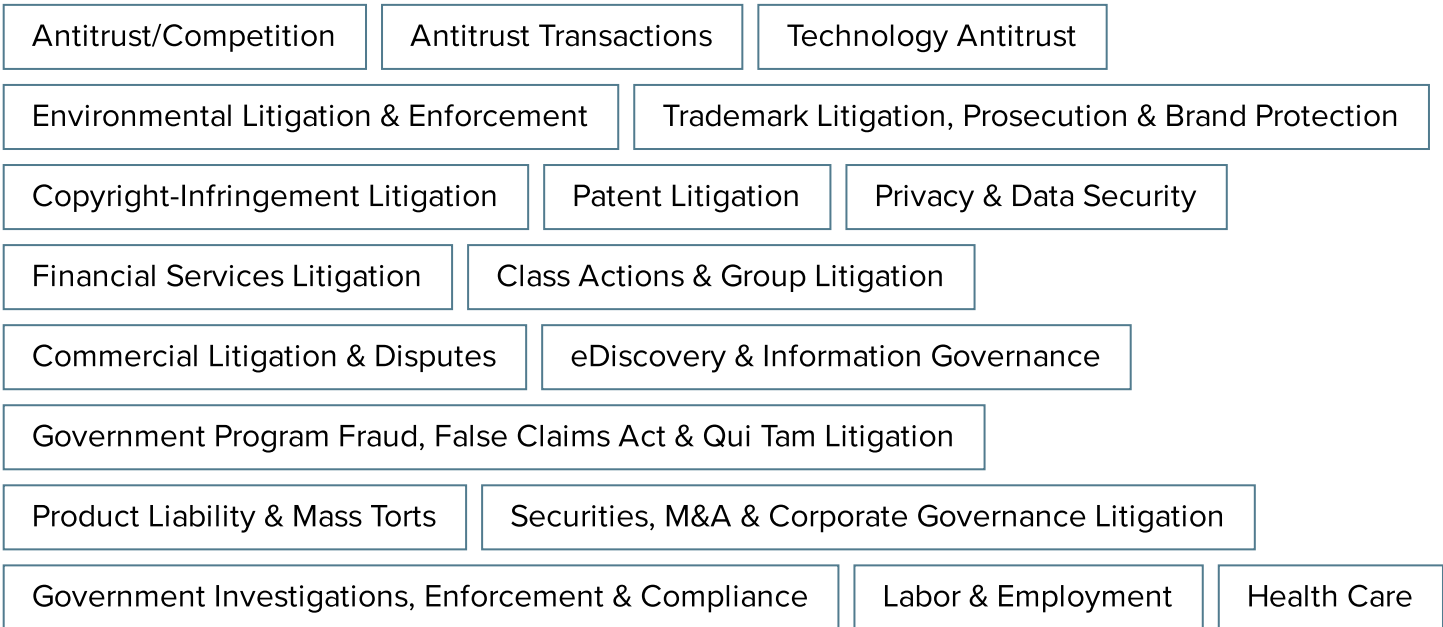 Antitrust/Competition Antitrust Transactions Technology Antitrust
Environmental Litigation & Enforcement Trademark Litigation, Prosecution & Brand Protection
Copyright-Infringement Litigation Patent Litigation Privacy & Data Security
Financial Services Litigation Class Actions & Group Litigation
Commercial Litigation & Disputes eDiscovery & Information Governance
Government Program Fraud, False Claims Act & Qui Tam Litigation
Product Liability & Mass Torts Securities, M&A & Corporate Governance Litigation
Government Investigations, Enforcement & Compliance Labor & Employment Health Care